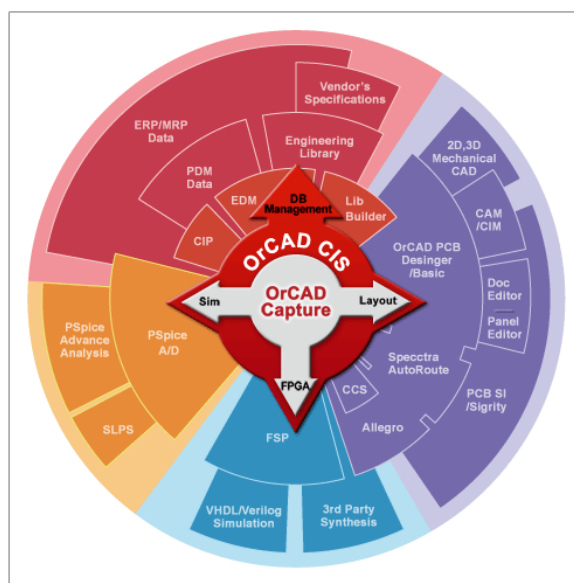 Vendor's
Specifications
ERP/MRP
Data
Engineering
Library
2D,3D
Mechanical
CAD
PDM
Data
EDM
DB
Management
Lib
Builder
CAM
/CIM
CIP
OrCAD CIS
OrCAD PCB
Desinger
/Basic
Doc
Editor
Panel
Editor
Sim
OrCAD
Capture
Layout
PSpice
Advance
Analysis
PSpice
A/D
Specctra
AutoRoute
FPGA
CCS
PCB SI
/Sigrity
SLPS
FSP
Allegro
VHDL/Verilog
Simulation
3rd Party
Synthesis